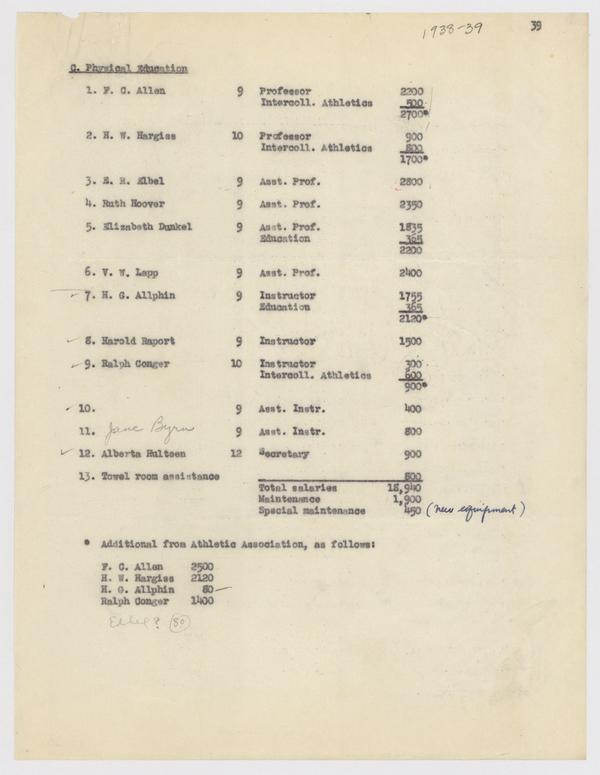 1938-39
39
C. Physical Education
1. F. C. Allen 9 Professor 2200
Intercoll. Athletics 500
2700*
2. H. W. Hargiss 10 Professor 900
Intercoll. Athletics 800
1700*
3. E. R. Elbel 9 Asst. Prof. 2800
4. Ruth Hoover 9 Asst. Prof. 2350
5. Elizabeth Dunkel 9 Asst. Prof. 1835
Education 365
2200
6. V. W. Lapp 9 Asst. Prof. 2400
7. H. G. Allphin 9 Instructor 1755
Education 365
2120*
8. Harold Raport 9 Instructor 1500
9. Ralph Conger 10 Instructor 300
Intercoll. Athletics 600
900*
10. 9 Asst. Instr. 400
11. Jane Byrn 9 Asst. Instr. 800
12. Alberta Hulteen 12 Secretary 900
13. Towel room assistance 800
Total salaries 18,940
Maintenance 1,900
Special maintenance 450 (new equipment)
* Additional from Athletic Association, as follows:
F. C. Allen 2500
H. W. Hargiss 2120
H. G. Allphin 80 —
Ralph Conger 1400
Elbel? 80